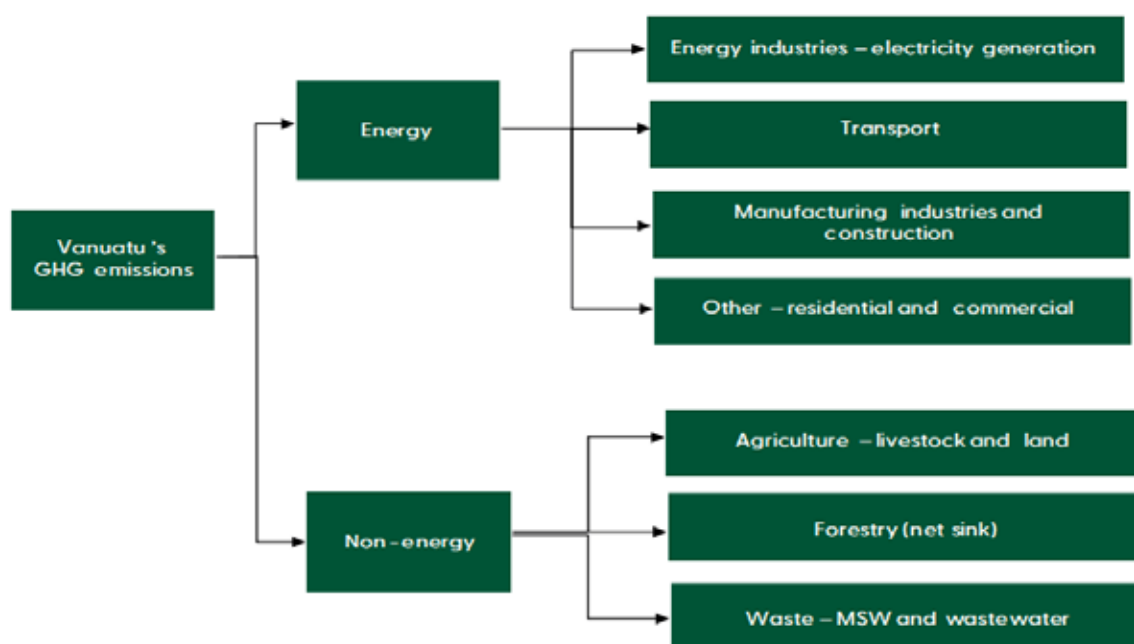 Energy industries – electricity generation
Energy
Transport
Manufacturing industries and
construction
Vanuatu's
GHG emissions
Other – residential and commercial
Agriculture – livestock and land
Non-energy
Forestry (net sink)
Waste – MSW and wastewater